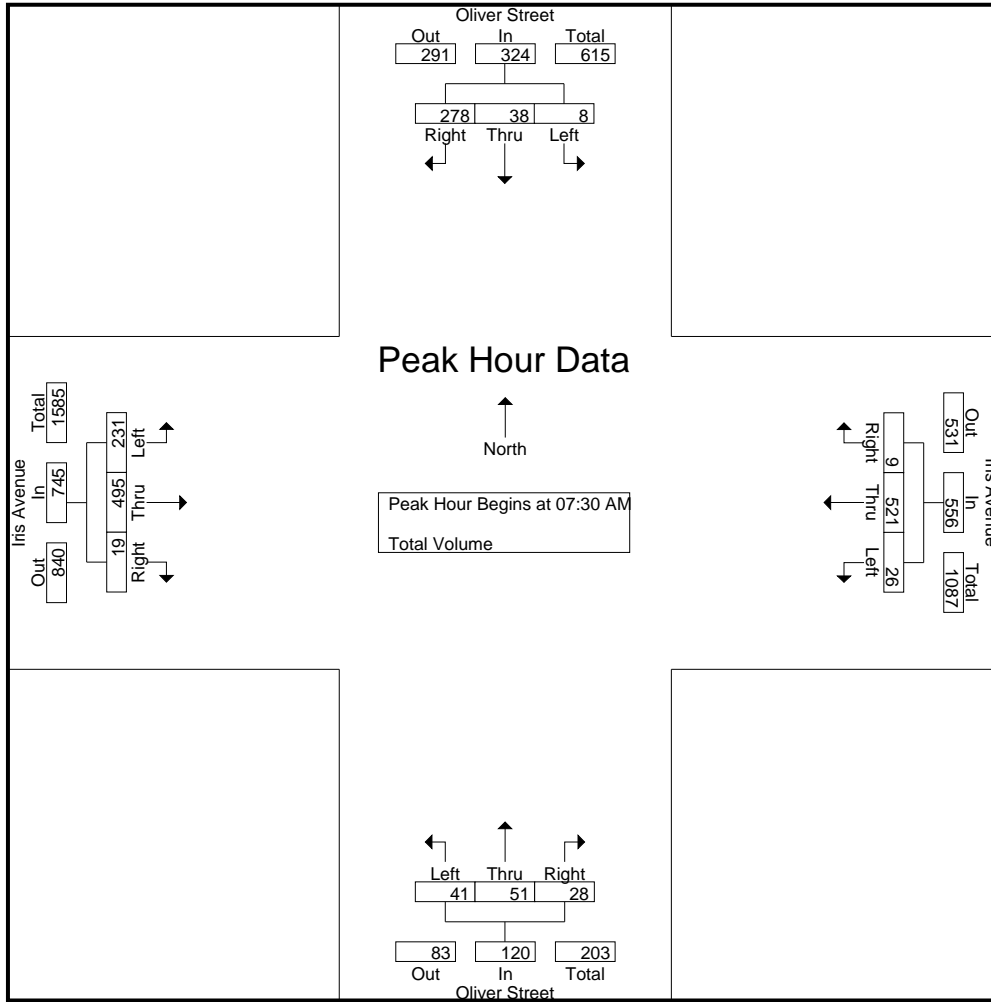 Oliver Street
Out In Total
291 324 615
278 38 8
Right Thru Left
Peak Hour Data
North
Peak Hour Begins at 07:30 AM
Total Volume
Iris Avenue
Total In Out
1585 745 840
231 495 19
Left Thru Right
Out In Total
531 556 1087
Right Thru Left
9 521 26
Iris Avenue
Left Thru Right
41 51 28
83 120 203
Out In Total
Oliver Street